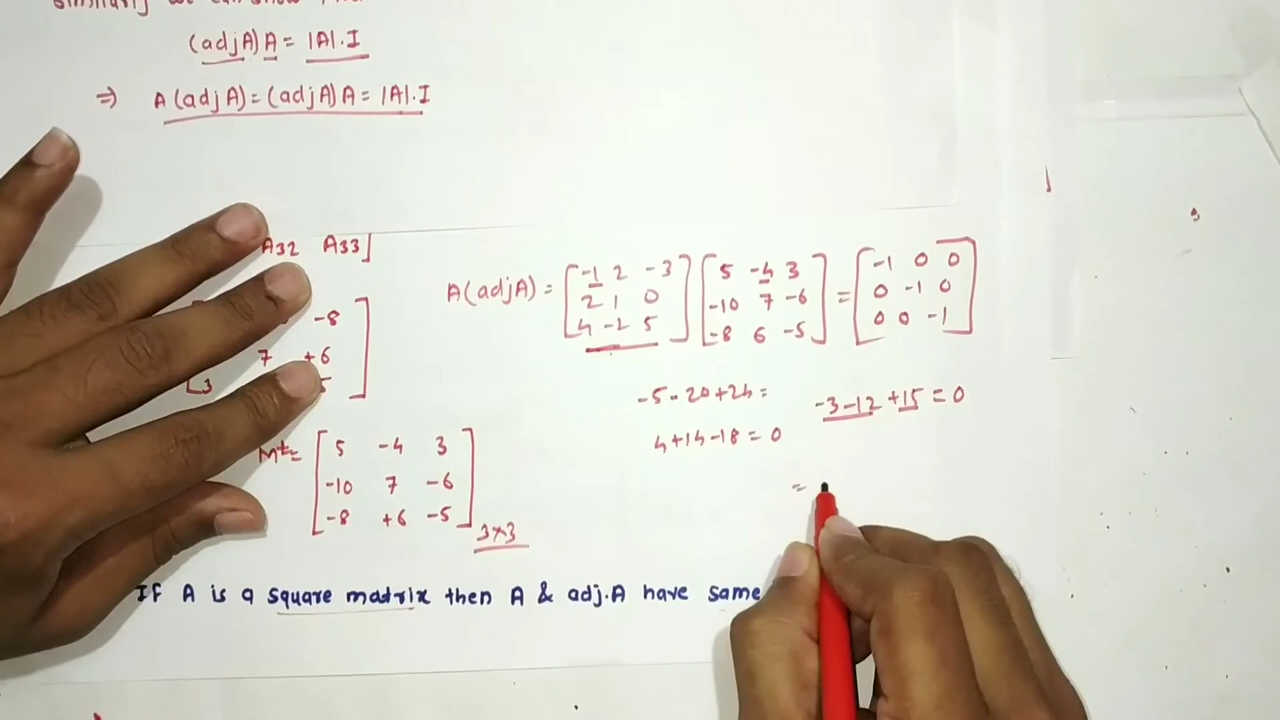 (adjA)A = |A|.I
⇒ A(adjA) = (adjA)A = |A|.I
A32 A33]
-8
7 +6
[3
A(adjA) = [-1 2 -3] [5 -4 3] = [-1 0 0]
[2 1 0] [-10 7 -6] [0 -1 0]
[4 -2 5] [-8 6 -5] [0 0 -1]
-5-20+24= -3-12+15=0
4+14-18=0
=
Mt= [5 -4 3]
[-10 7 -6]
[-8 +6 -5] 3×3
If A is a square matrix then A & adj.A have same